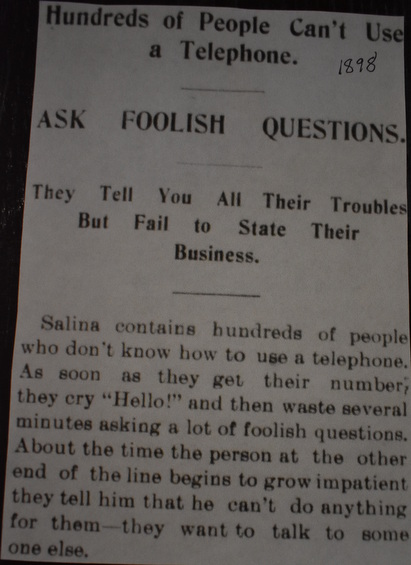 Hundreds of People Can't Use
a Telephone.
1898
ASK FOOLISH QUESTIONS.
They Tell You All Their Troubles
But Fail to State Their
Business.
Salina contains hundreds of people
who don't know how to use a telephone.
As soon as they get their number,
they cry "Hello!" and then waste several
minutes asking a lot of foolish questions.
About the time the person at the other
end of the line begins to grow impatient
they tell him that he can't do anything
for them—they want to talk to some
one else.